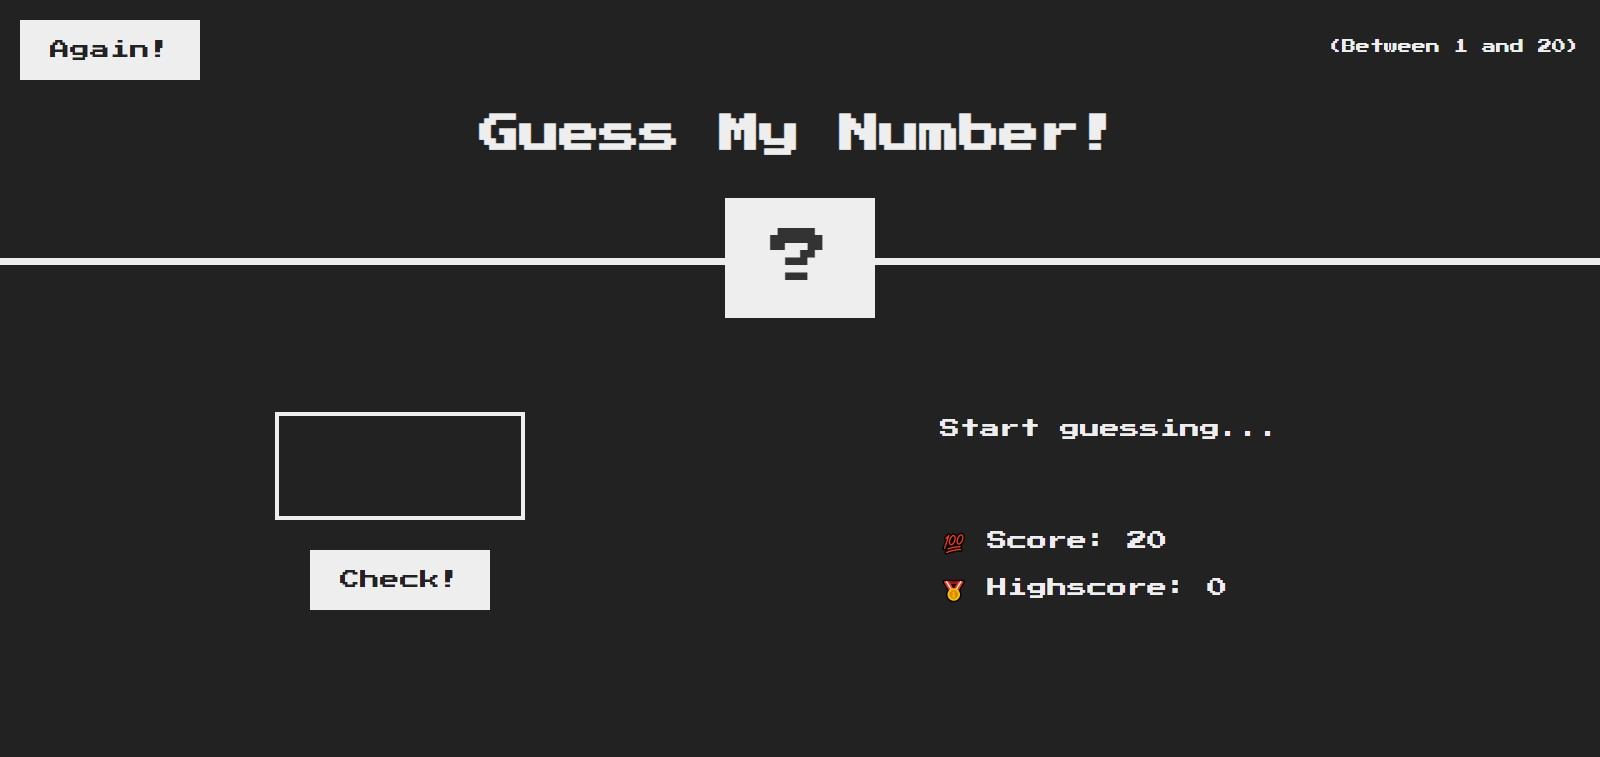 Again!
(Between 1 and 20)
Guess My Number!
?
Start guessing...
Check!
💯 Score: 20
🥇 Highscore: 0